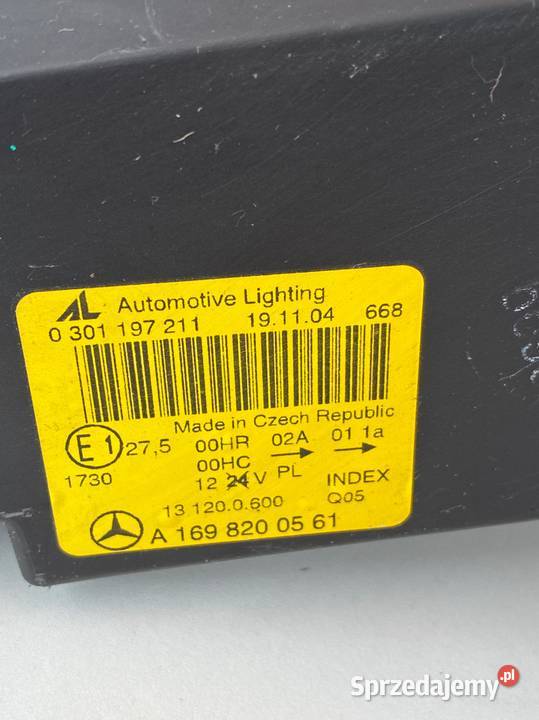 AL Automotive Lighting
0 301 197 211 19.11.04 668
Made in Czech Republic
E1 27,5 00HR 02A 01 1a
1730 00HC → →
12 24 V PL INDEX
13 120.0.600 Q05
A 169 820 05 61
Sprzedajemy.pl